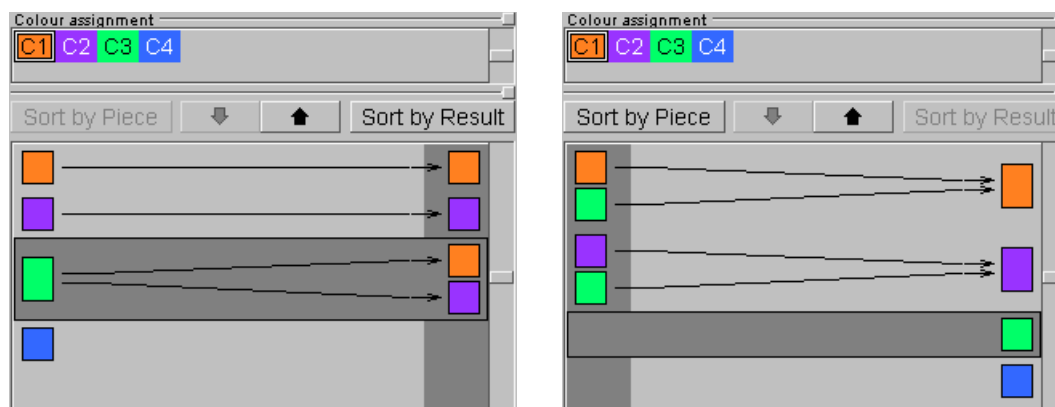 Colour assignment
C1 C2 C3 C4
Sort by Piece Sort by Result
Colour assignment
C1 C2 C3 C4
Sort by Piece Sort by Result